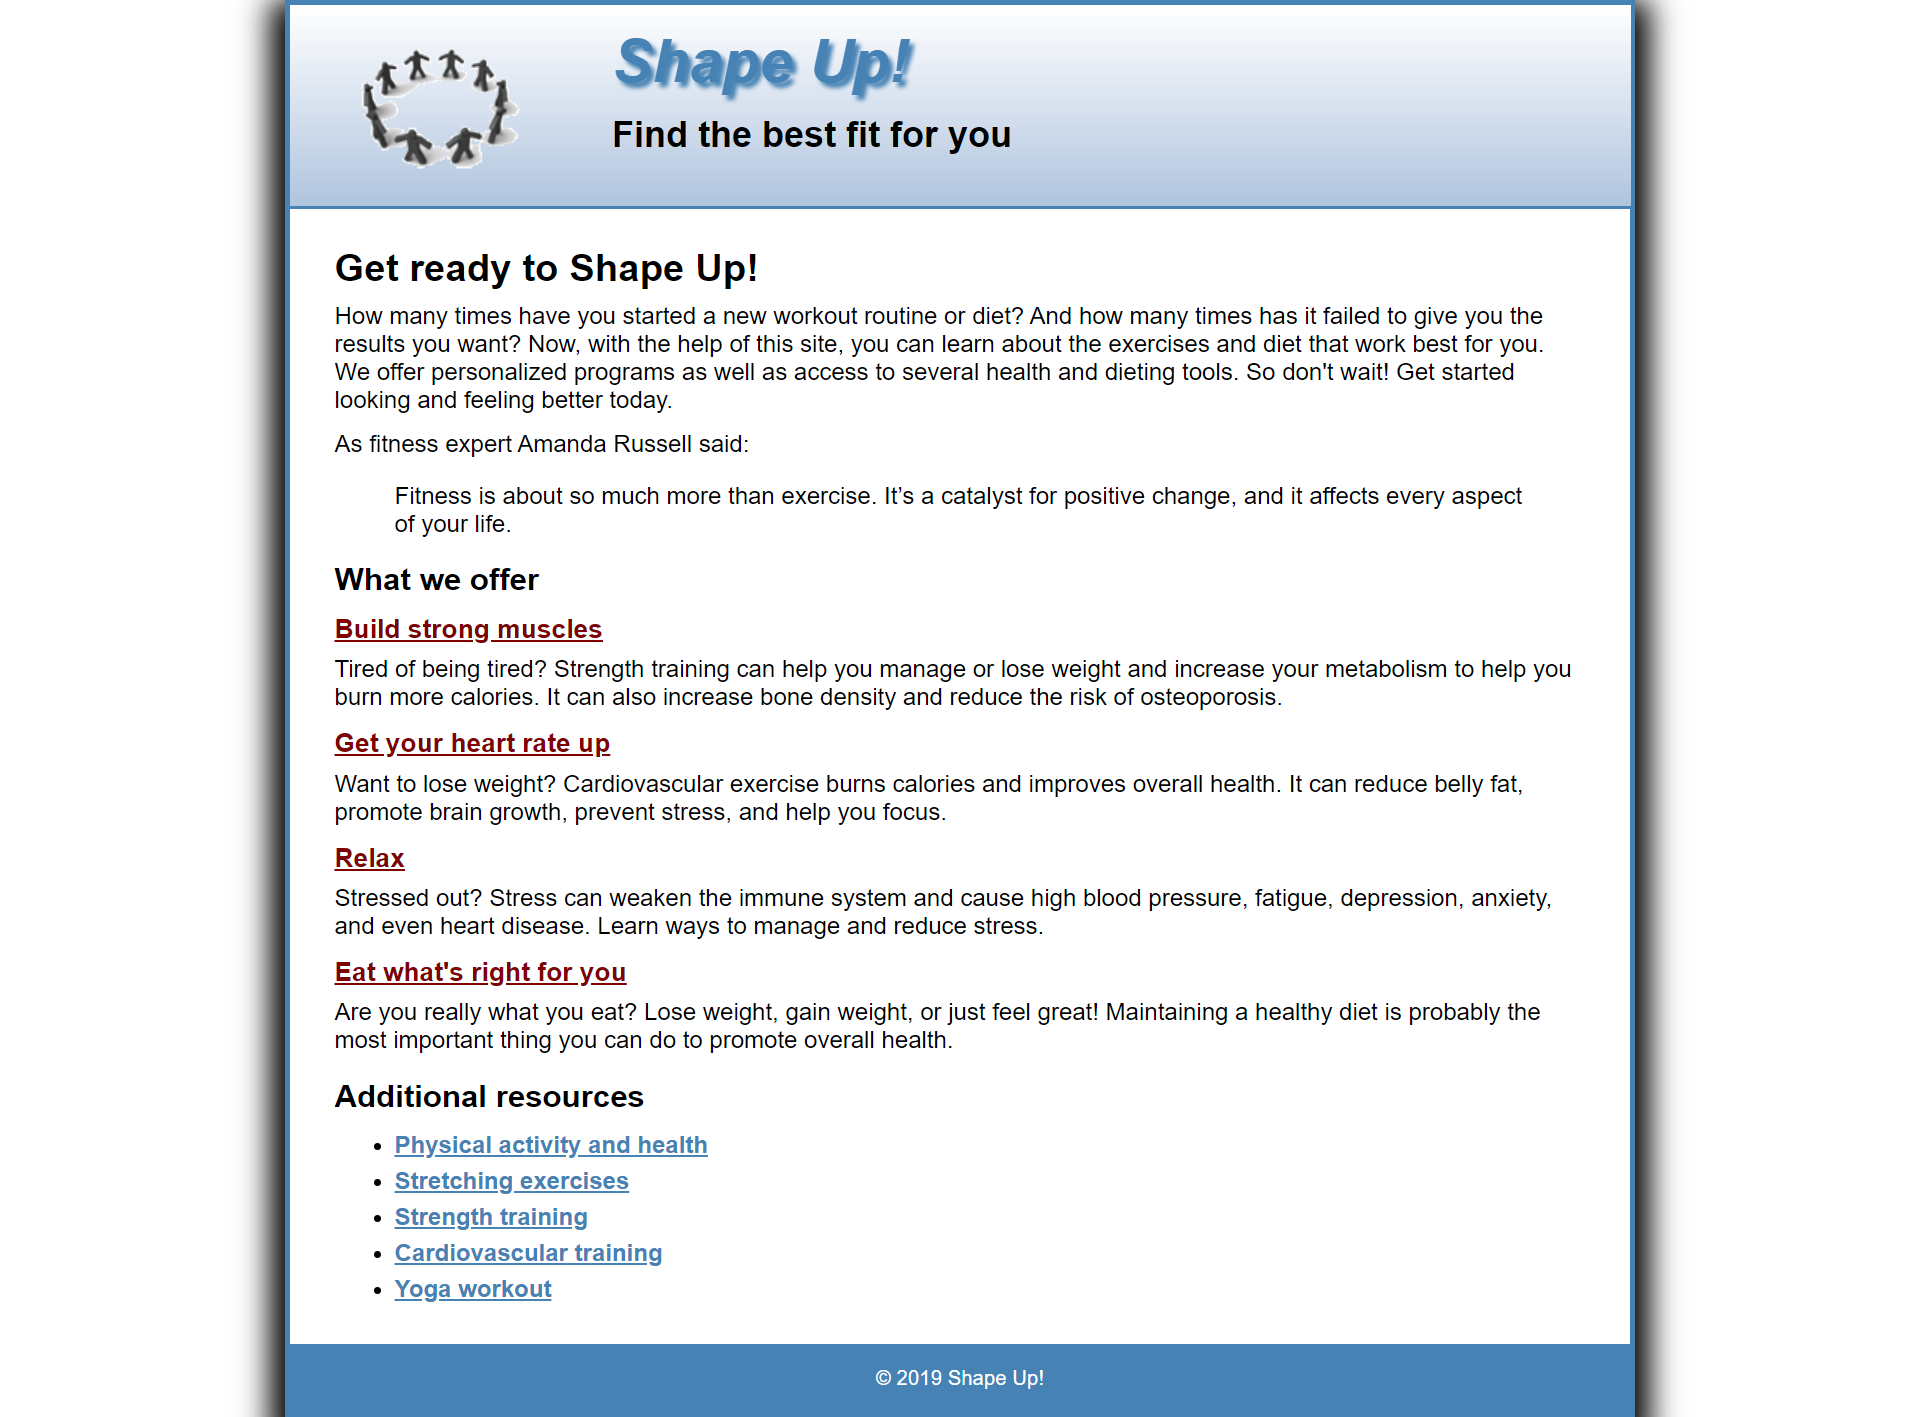 Shape Up!
Find the best fit for you
Get ready to Shape Up!
How many times have you started a new workout routine or diet? And how many times has it failed to give you the
results you want? Now, with the help of this site, you can learn about the exercises and diet that work best for you.
We offer personalized programs as well as access to several health and dieting tools. So don't wait! Get started
looking and feeling better today.
As fitness expert Amanda Russell said:
Fitness is about so much more than exercise. It’s a catalyst for positive change, and it affects every aspect
of your life.
What we offer
Build strong muscles
Tired of being tired? Strength training can help you manage or lose weight and increase your metabolism to help you
burn more calories. It can also increase bone density and reduce the risk of osteoporosis.
Get your heart rate up
Want to lose weight? Cardiovascular exercise burns calories and improves overall health. It can reduce belly fat,
promote brain growth, prevent stress, and help you focus.
Relax
Stressed out? Stress can weaken the immune system and cause high blood pressure, fatigue, depression, anxiety,
and even heart disease. Learn ways to manage and reduce stress.
Eat what's right for you
Are you really what you eat? Lose weight, gain weight, or just feel great! Maintaining a healthy diet is probably the
most important thing you can do to promote overall health.
Additional resources
• Physical activity and health
• Stretching exercises
• Strength training
• Cardiovascular training
• Yoga workout
© 2019 Shape Up!